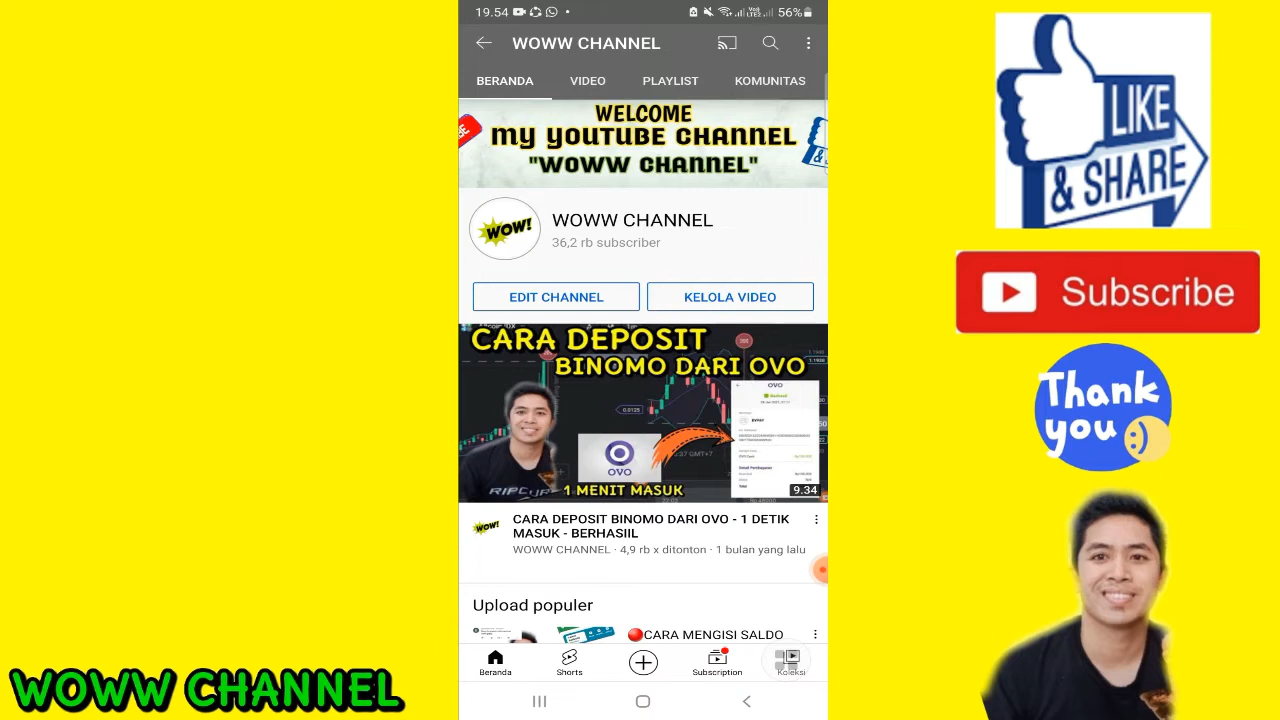 19.54
56%
WOWW CHANNEL
BERANDA VIDEO PLAYLIST KOMUNITAS
WELCOME
MY YOUTUBE CHANNEL
"WOWW CHANNEL"
WOW!
WOWW CHANNEL
36,2 rb subscriber
EDIT CHANNEL KELOLA VIDEO
CARA DEPOSIT
BINOMO DARI OVO
OVO
OVO
RIPCUR
1 MENIT MASUK
9.34
WOW!
CARA DEPOSIT BINOMO DARI OVO - 1 DETIK
MASUK - BERHASIIL
WOWW CHANNEL · 4,9 rb x ditonton · 1 bulan yang lalu
Upload populer
CARA MENGISI SALDO
Beranda Shorts Subscription Koleksi
LIKE
& SHARE
Subscribe
Thank
you
WOWW CHANNEL